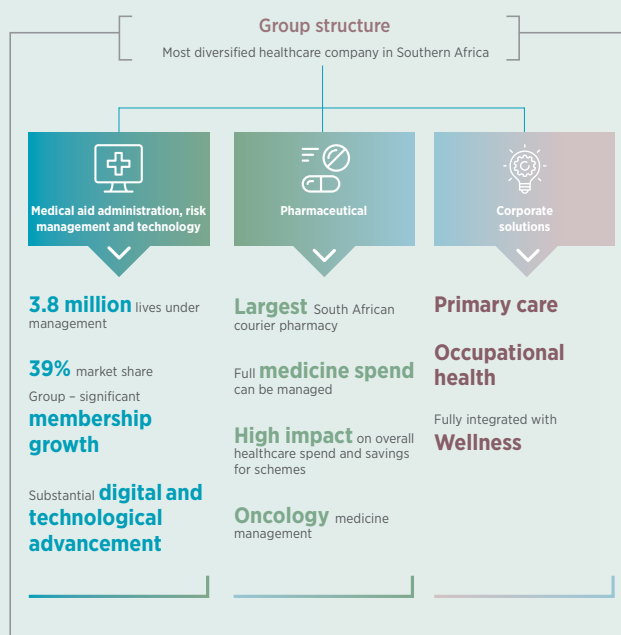 Group structure
Most diversified healthcare company in Southern Africa
Medical aid administration, risk
management and technology
3.8 million lives under
management
39% market share
Group – significant
membership
growth
Substantial digital and
technological
advancement
Pharmaceutical
Largest South African
courier pharmacy
Full medicine spend
can be managed
High impact on overall
healthcare spend and savings
for schemes
Oncology medicine
management
Corporate
solutions
Primary care
Occupational
health
Fully integrated with
Wellness